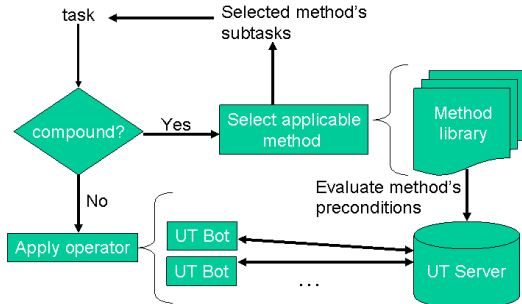 task
Selected method's
subtasks
compound?
Yes
Select applicable
method
Method
library
No
Evaluate method's
preconditions
Apply operator
UT Bot
UT Bot
...
UT Server